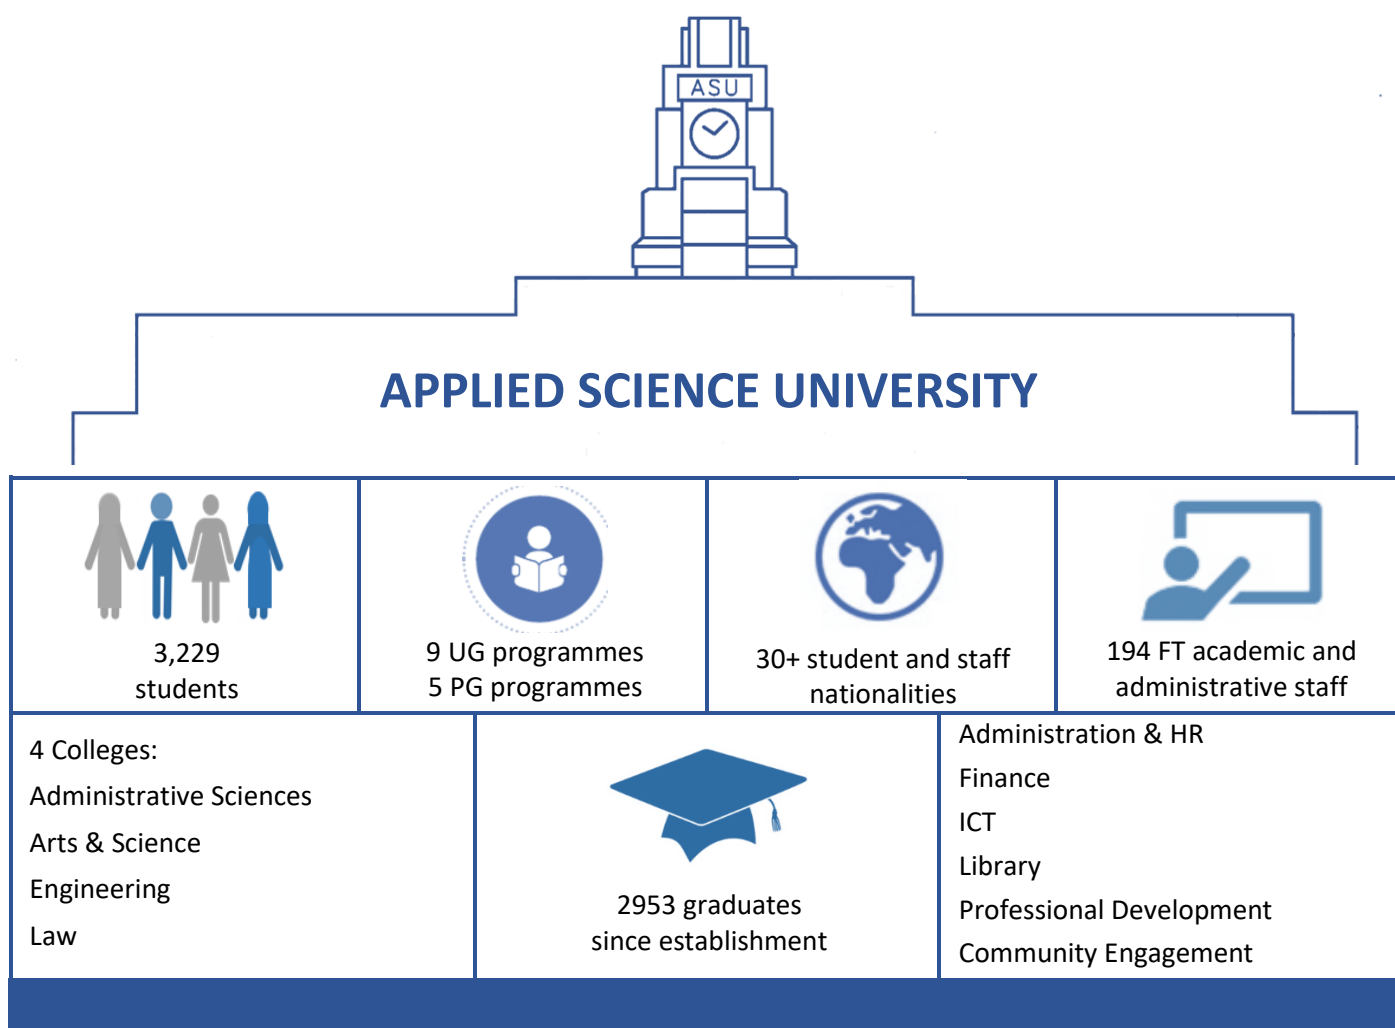 ASU
APPLIED SCIENCE UNIVERSITY
3,229
students
9 UG programmes
5 PG programmes
30+ student and staff
nationalities
194 FT academic and
administrative staff
4 Colleges:
Administrative Sciences
Arts & Science
Engineering
Law
2953 graduates
since establishment
Administration & HR
Finance
ICT
Library
Professional Development
Community Engagement